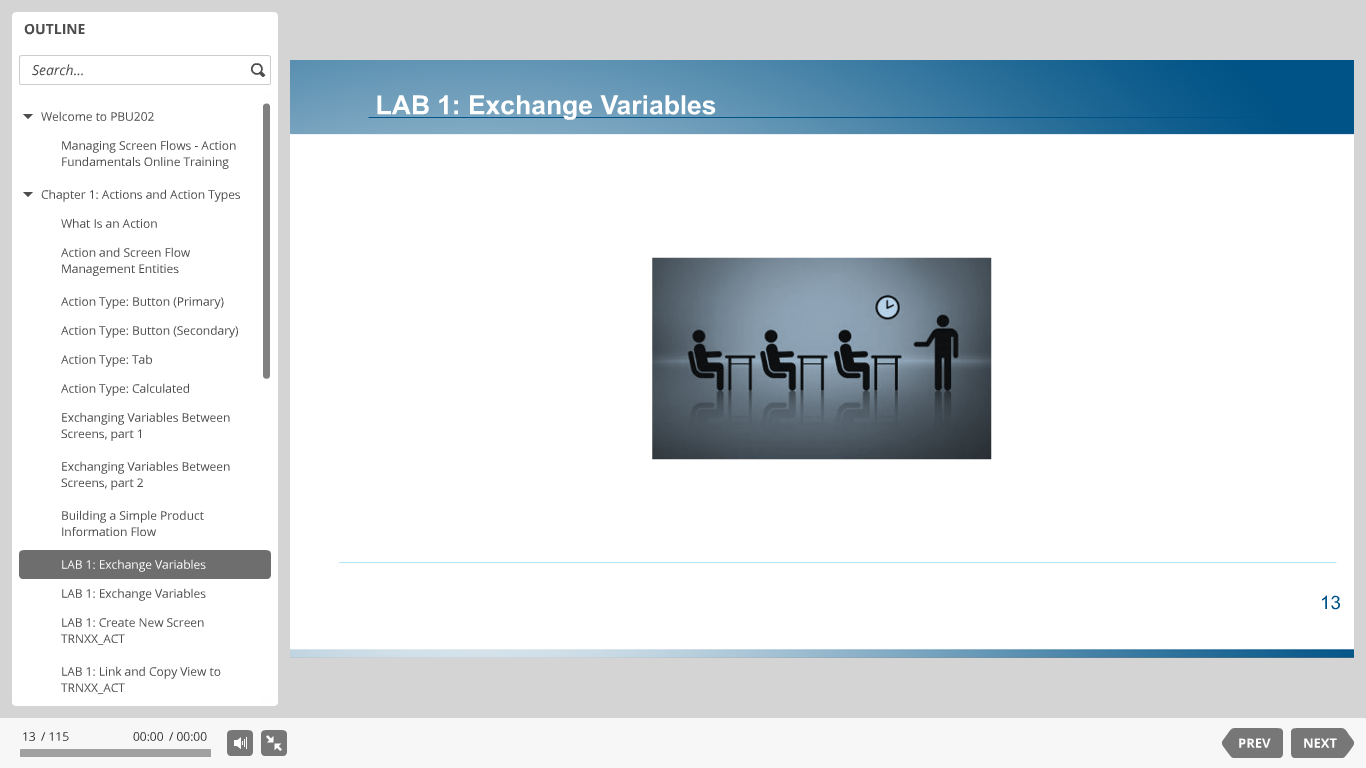 OUTLINE
Search...
Welcome to PBU202
Managing Screen Flows - Action
Fundamentals Online Training
Chapter 1: Actions and Action Types
What Is an Action
Action and Screen Flow
Management Entities
Action Type: Button (Primary)
Action Type: Button (Secondary)
Action Type: Tab
Action Type: Calculated
Exchanging Variables Between
Screens, part 1
Exchanging Variables Between
Screens, part 2
Building a Simple Product
Information Flow
LAB 1: Exchange Variables
LAB 1: Exchange Variables
LAB 1: Create New Screen
TRNXX_ACT
LAB 1: Link and Copy View to
TRNXX_ACT
LAB 1: Exchange Variables
13
13 / 115
00:00 / 00:00
PREV
NEXT